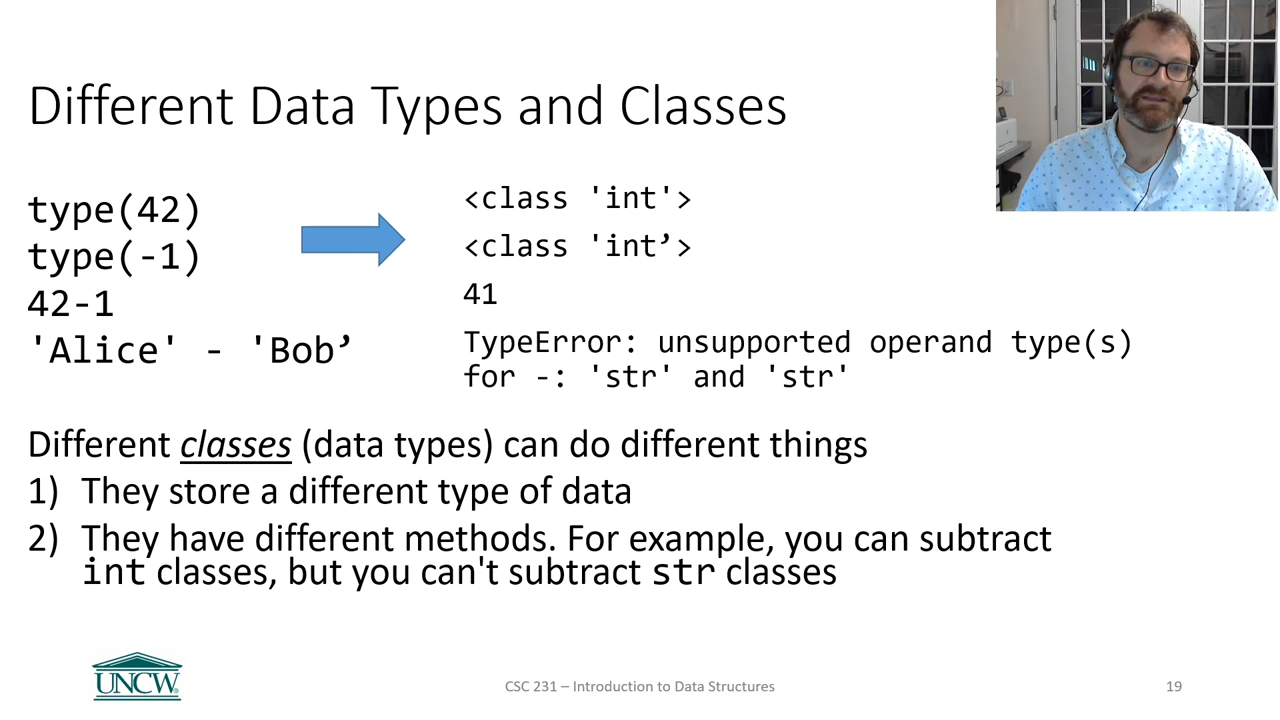 Different Data Types and Classes
type(42)
type(-1)
42-1
'Alice' - 'Bob’
<class 'int'>
<class 'int’>
41
TypeError: unsupported operand type(s)
for -: 'str' and 'str'
Different classes (data types) can do different things
1) They store a different type of data
2) They have different methods. For example, you can subtract
int classes, but you can't subtract str classes
UNCW
CSC 231 – Introduction to Data Structures
19